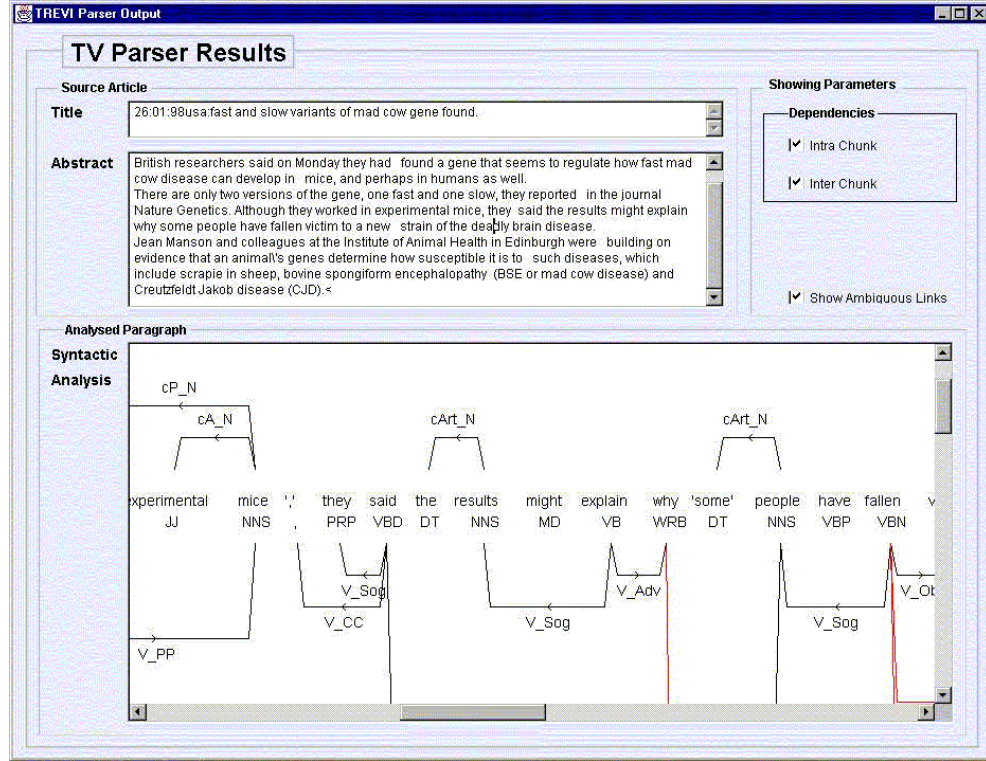 TREVI Parser Output
TV Parser Results
Source Article
Title
26:01:98usa:fast and slow variants of mad cow gene found.
Abstract
British researchers said on Monday they had found a gene that seems to regulate how fast mad
cow disease can develop in mice, and perhaps in humans as well.
There are only two versions of the gene, one fast and one slow, they reported in the journal
Nature Genetics. Although they worked in experimental mice, they said the results might explain
why some people have fallen victim to a new strain of the deadly brain disease.
Jean Manson and colleagues at the Institute of Animal Health in Edinburgh were building on
evidence that an animal\'s genes determine how susceptible it is to such diseases, which
include scrapie in sheep, bovine spongiform encephalopathy (BSE or mad cow disease) and
Creutzfeldt Jakob disease (CJD).<
Showing Parameters
Dependencies
Intra Chunk
Inter Chunk
Show Ambiquous Links
Analysed Paragraph
Syntactic
Analysis
cP_N
cA_N cArt_N cArt_N
experimental mice ',' they said the results might explain why 'some' people have fallen v
JJ NNS , PRP VBD DT NNS MD VB WRB DT NNS VBP VBN
V_Sog V_Adv V_Ob
V_CC V_Sog V_Sog
V_PP